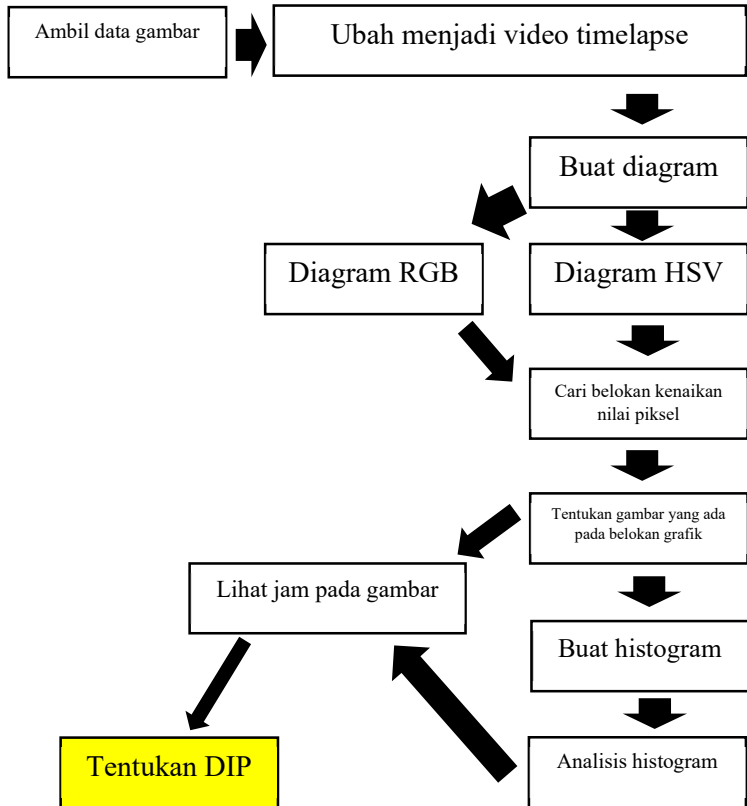 Ambil data gambar
Ubah menjadi video timelapse
Buat diagram
Diagram RGB
Diagram HSV
Cari belokan kenaikan
nilai piksel
Tentukan gambar yang ada
pada belokan grafik
Lihat jam pada gambar
Buat histogram
Tentukan DIP
Analisis histogram